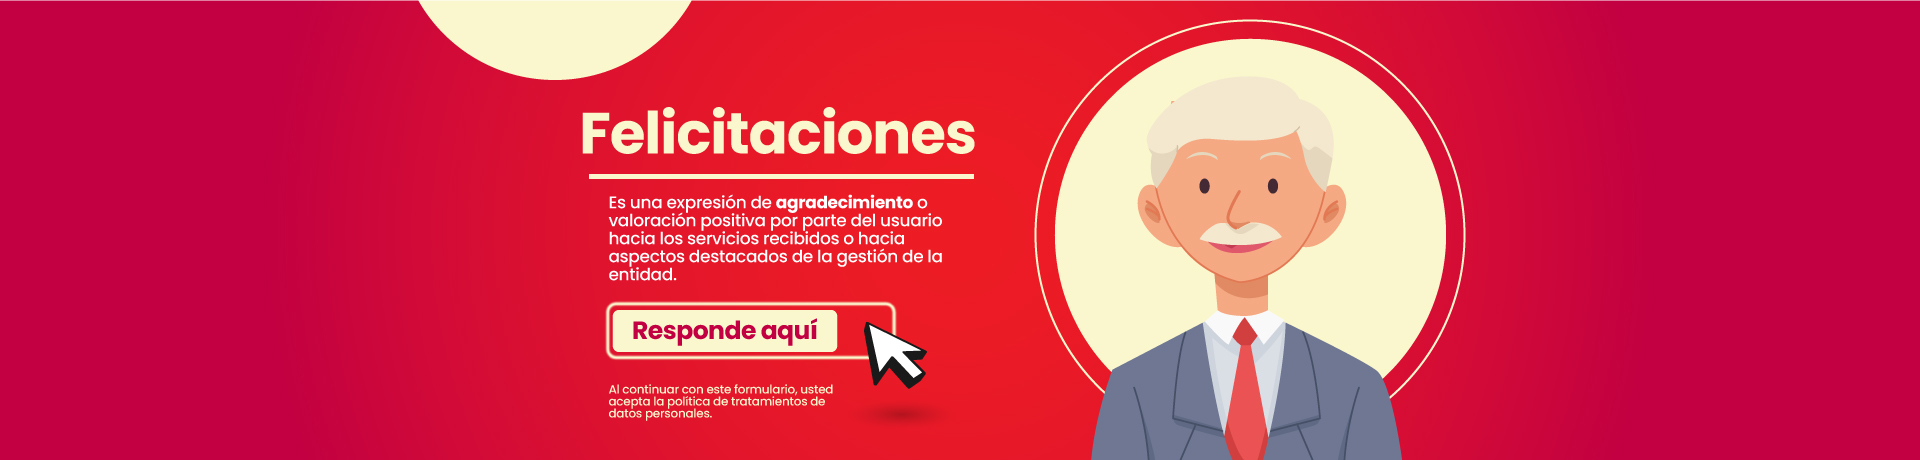 Felicitaciones
Es una expresión de agradecimiento o
valoración positiva por parte del usuario
hacia los servicios recibidos o hacia
aspectos destacados de la gestión de la
entidad.
Responde aquí
Al continuar con este formulario, usted
acepta la política de tratamientos de
datos personales.